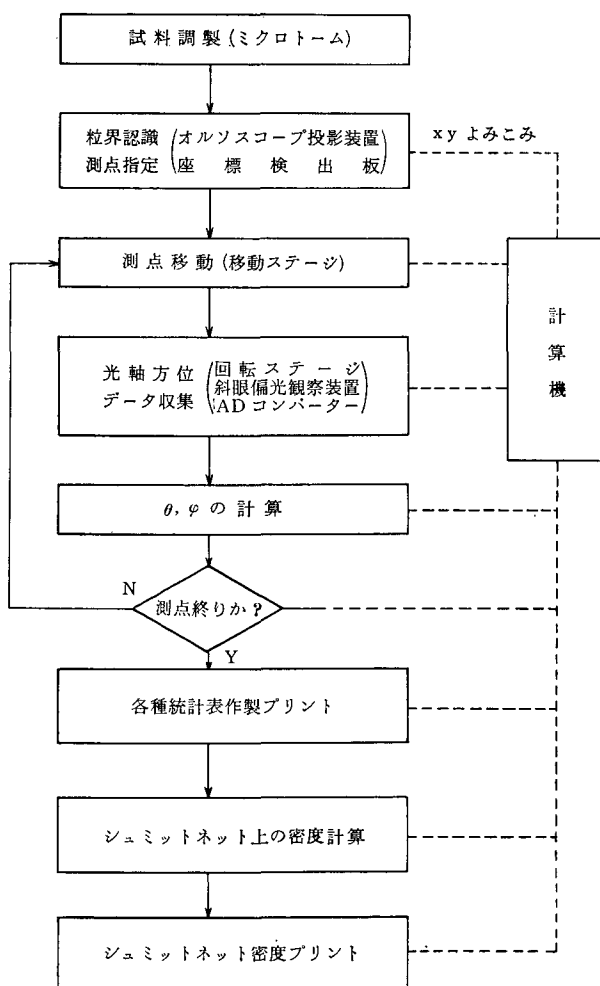 試料調製(ミクロトーム)
粒界認識(オルソスコープ投影装置
測点指定 座標検出板)
xyよみこみ
測点移動(移動ステージ)
計算機
光軸方位(回転ステージ
斜眼偏光観察装置
データ収集 ADコンバーター)
θ, φの計算
N
測点終りか?
Y
各種統計表作製プリント
シュミットネット上の密度計算
シュミットネット密度プリント